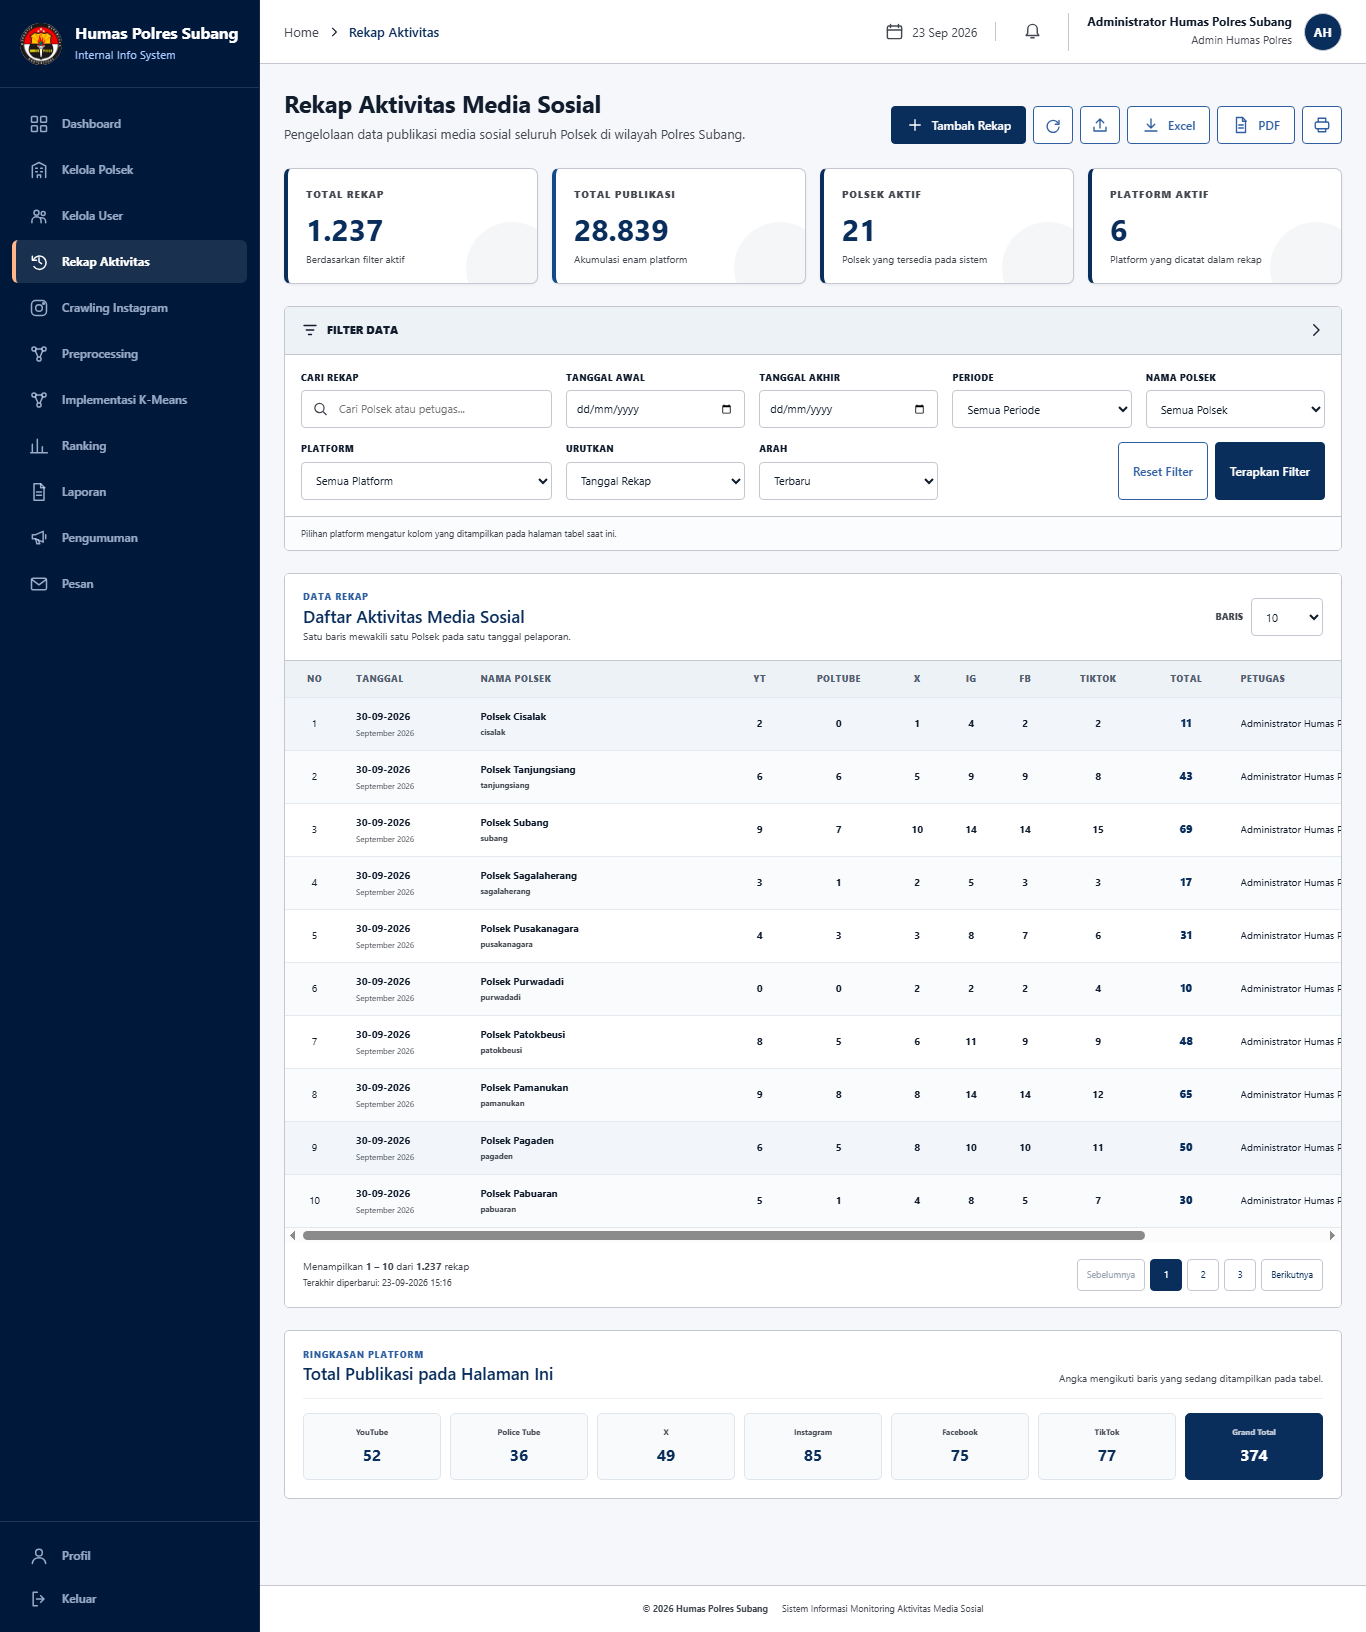 Humas Polres Subang
Internal Info System
Dashboard
Kelola Polsek
Kelola User
Rekap Aktivitas
Crawling Instagram
Preprocessing
Implementasi K-Means
Ranking
Laporan
Pengumuman
Pesan
Profil
Keluar
Home > Rekap Aktivitas
23 Sep 2026
Administrator Humas Polres Subang
Admin Humas Polres
AH
Rekap Aktivitas Media Sosial
Pengelolaan data publikasi media sosial seluruh Polsek di wilayah Polres Subang.
Tambah Rekap
Excel
PDF
TOTAL REKAP
1.237
Berdasarkan filter aktif
TOTAL PUBLIKASI
28.839
Akumulasi enam platform
POLSEK AKTIF
21
Polsek yang tersedia pada sistem
PLATFORM AKTIF
6
Platform yang dicatat dalam rekap
FILTER DATA
CARI REKAP
Cari Polsek atau petugas...
TANGGAL AWAL
dd/mm/yyyy
TANGGAL AKHIR
dd/mm/yyyy
PERIODE
Semua Periode
NAMA POLSEK
Semua Polsek
PLATFORM
Semua Platform
URUTKAN
Tanggal Rekap
ARAH
Terbaru
Reset Filter
Terapkan Filter
Pilihan platform mengatur kolom yang ditampilkan pada halaman tabel saat ini.
DATA REKAP
Daftar Aktivitas Media Sosial
Satu baris mewakili satu Polsek pada satu tanggal pelaporan.
BARIS 10
NO TANGGAL NAMA POLSEK YT POLTUBE X IG FB TIKTOK TOTAL PETUGAS
1 30-09-2026 Polsek Cisalak 2 0 1 4 2 2 11 Administrator Humas P
September 2026 cisalak
2 30-09-2026 Polsek Tanjungsiang 6 6 5 9 9 8 43 Administrator Humas P
September 2026 tanjungsiang
3 30-09-2026 Polsek Subang 9 7 10 14 14 15 69 Administrator Humas P
September 2026 subang
4 30-09-2026 Polsek Sagalaherang 3 1 2 5 3 3 17 Administrator Humas P
September 2026 sagalaherang
5 30-09-2026 Polsek Pusakanagara 4 3 3 8 7 6 31 Administrator Humas P
September 2026 pusakanagara
6 30-09-2026 Polsek Purwadadi 0 0 2 2 2 4 10 Administrator Humas P
September 2026 purwadadi
7 30-09-2026 Polsek Patokbeusi 8 5 6 11 9 9 48 Administrator Humas P
September 2026 patokbeusi
8 30-09-2026 Polsek Pamanukan 9 8 8 14 14 12 65 Administrator Humas P
September 2026 pamanukan
9 30-09-2026 Polsek Pagaden 6 5 8 10 10 11 50 Administrator Humas P
September 2026 pagaden
10 30-09-2026 Polsek Pabuaran 5 1 4 8 5 7 30 Administrator Humas P
September 2026 pabuaran
Menampilkan 1 – 10 dari 1.237 rekap
Terakhir diperbarui: 23-09-2026 15:16
Sebelumnya 1 2 3 Berikutnya
RINGKASAN PLATFORM
Total Publikasi pada Halaman Ini
Angka mengikuti baris yang sedang ditampilkan pada tabel.
YouTube
52
Police Tube
36
X
49
Instagram
85
Facebook
75
TikTok
77
Grand Total
374
© 2026 Humas Polres Subang Sistem Informasi Monitoring Aktivitas Media Sosial